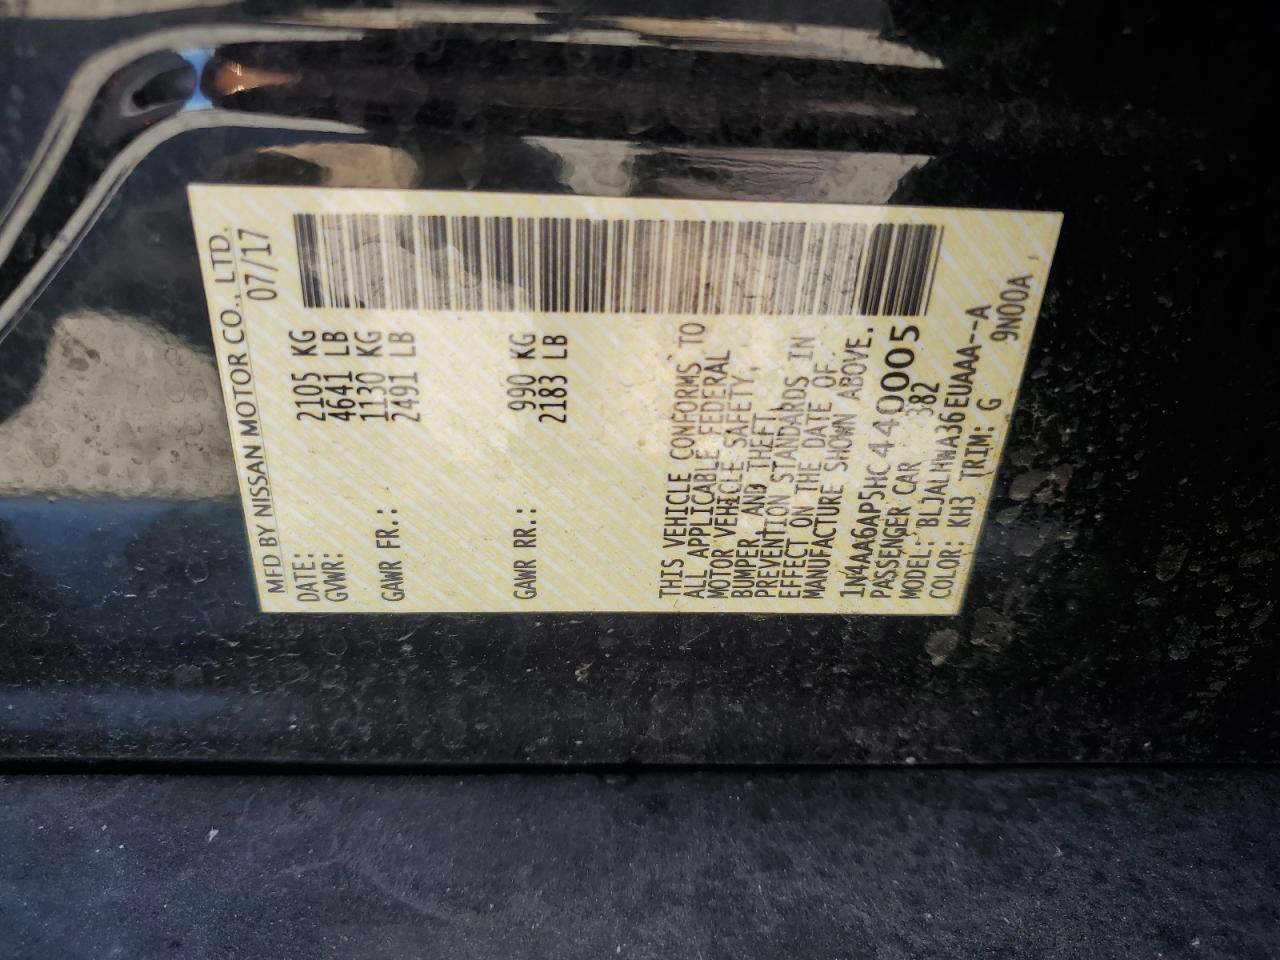 MFD BY NISSAN MOTOR CO., LTD.
DATE: 07/17
GVWR: 2105 KG
4641 LB
GAWR FR.: 1130 KG
2491 LB
GAWR RR.: 990 KG
2183 LB
THIS VEHICLE CONFORMS TO
ALL APPLICABLE FEDERAL
MOTOR VEHICLE SAFETY,
BUMPER, AND THEFT
PREVENTION STANDARDS IN
EFFECT ON THE DATE OF
MANUFACTURE SHOWN ABOVE.
1N4AA6AP5HC440005
PASSENGER CAR 382
MODEL: BLJALHWA36EUAAA--A
COLOR: KH3 TRIM: G 9N00A